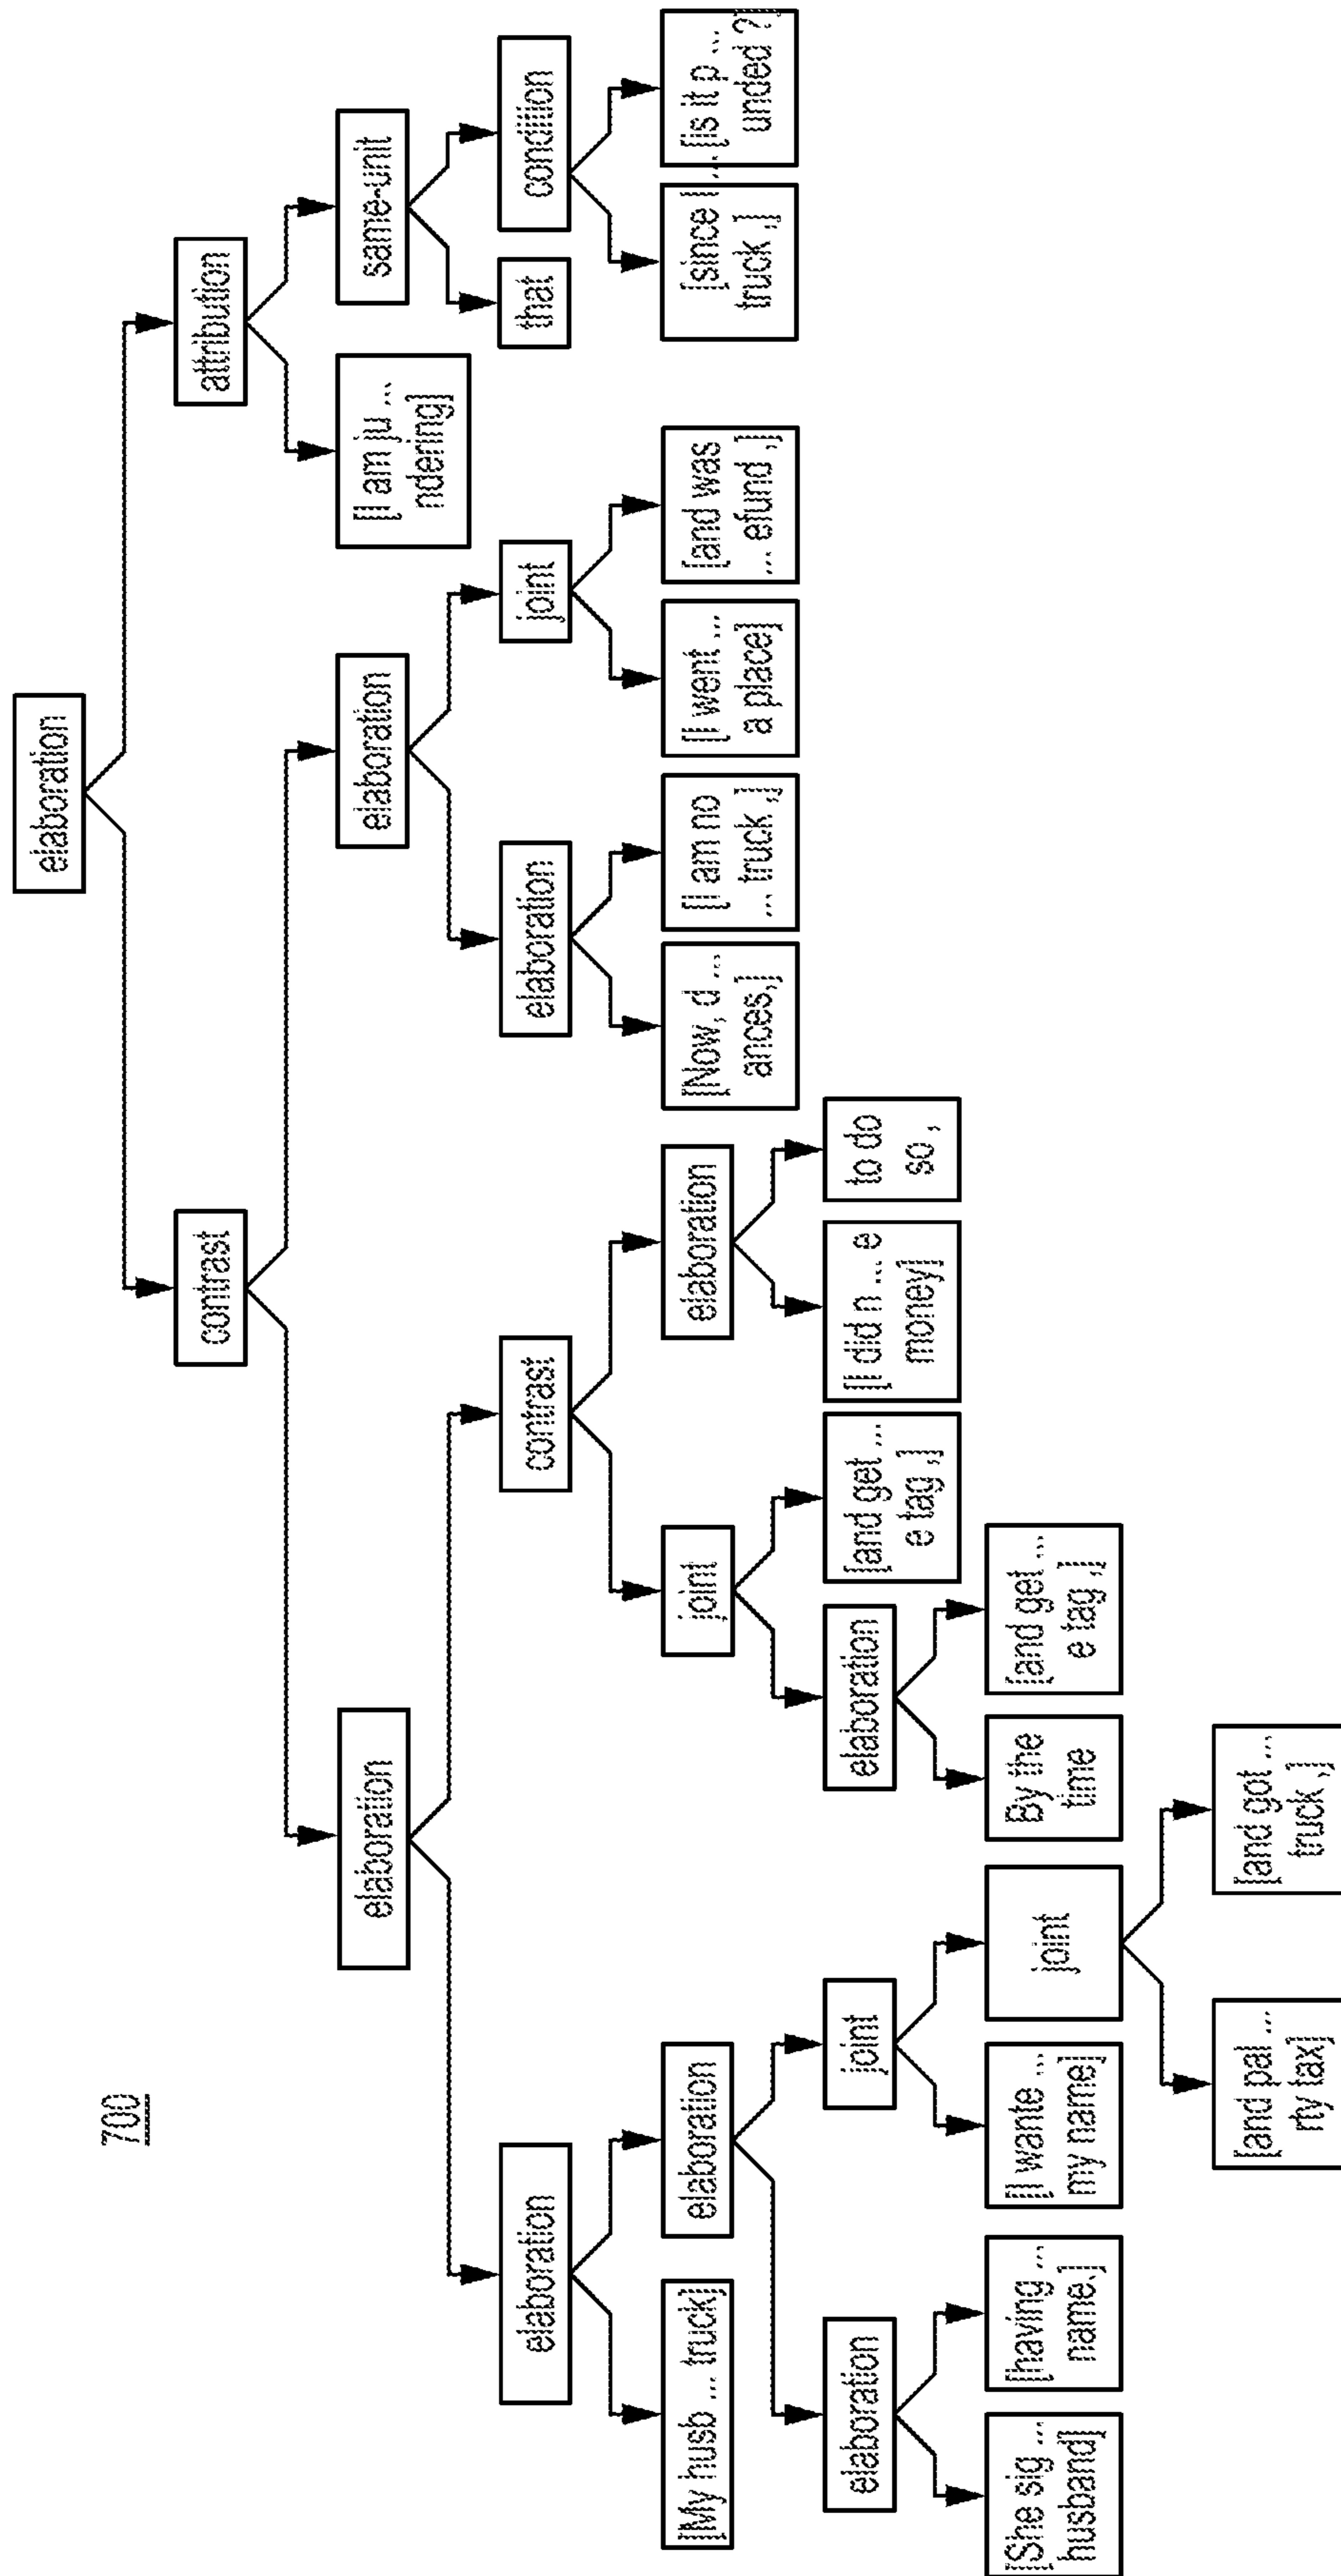 700
elaboration
contrast
attribution
elaboration
elaboration
[I am ju ...
ndering]
same-unit
elaboration
contrast
elaboration
joint
that
condition
[My husb ... truck]
elaboration
joint
elaboration
[Now, d ...
ances,]
[I am no
... truck ,]
[I went ...
a place]
[and was
... efund ,]
[since I ...
truck ,]
[is it p ...
unded ?]
elaboration
joint
elaboration
[and get ...
e tag ,]
[I did n ... e
money]
to do
so ,
[She sig ...
husband]
[having ...
name.]
[I wante ...
my name]
joint
By the
time
[and get ...
e tag ,]
[and pal ...
rty tax]
[and got ...
truck ,]